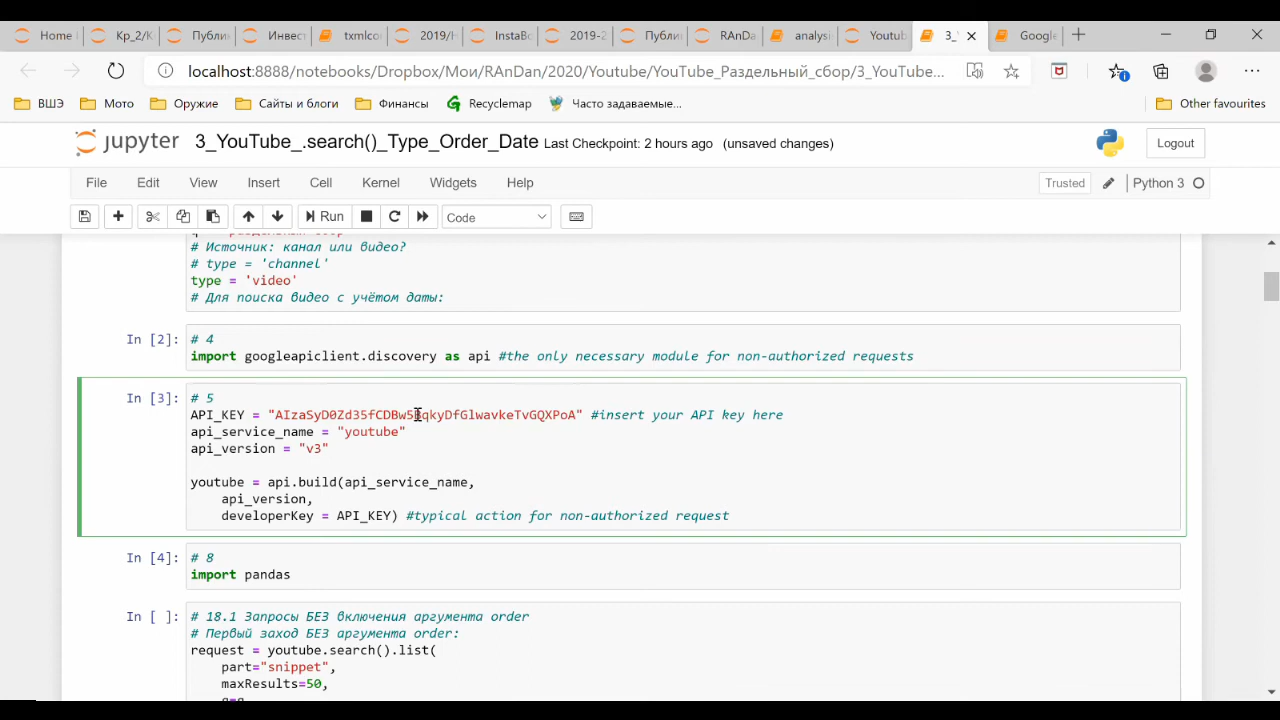 Home
Kp_2/К
Публи
Инвес
txmlco
2019/Н
InstaBo
2019-2
Публи
RAnDa
analysi
Youtub
3_Y
Google
localhost:8888/notebooks/Dropbox/Мои/RAnDan/2020/Youtube/YouTube_Раздельный_сбор/3_YouTube...
ВШЭ
Мото
Оружие
Сайты и блоги
Финансы
Recyclemap
Часто задаваемые...
Other favourites
jupyter 3_YouTube_.search()_Type_Order_Date Last Checkpoint: 2 hours ago (unsaved changes)
Logout
File Edit View Insert Cell Kernel Widgets Help
Trusted
Python 3
Run
Code
# Источник: канал или видео?
# type = 'channel'
type = 'video'
# Для поиска видео с учётом даты:
In [2]:
# 4
import googleapiclient.discovery as api #the only necessary module for non-authorized requests
In [3]:
# 5
API_KEY = #insert your API key here
api_service_name = "youtube"
api_version = "v3"
youtube = api.build(api_service_name,
api_version,
developerKey = API_KEY) #typical action for non-authorized request
In [4]:
# 8
import pandas
In [ ]:
# 18.1 Запросы БЕЗ включения аргумента order
# Первый заход БЕЗ аргумента order:
request = youtube.search().list(
part="snippet",
maxResults=50,